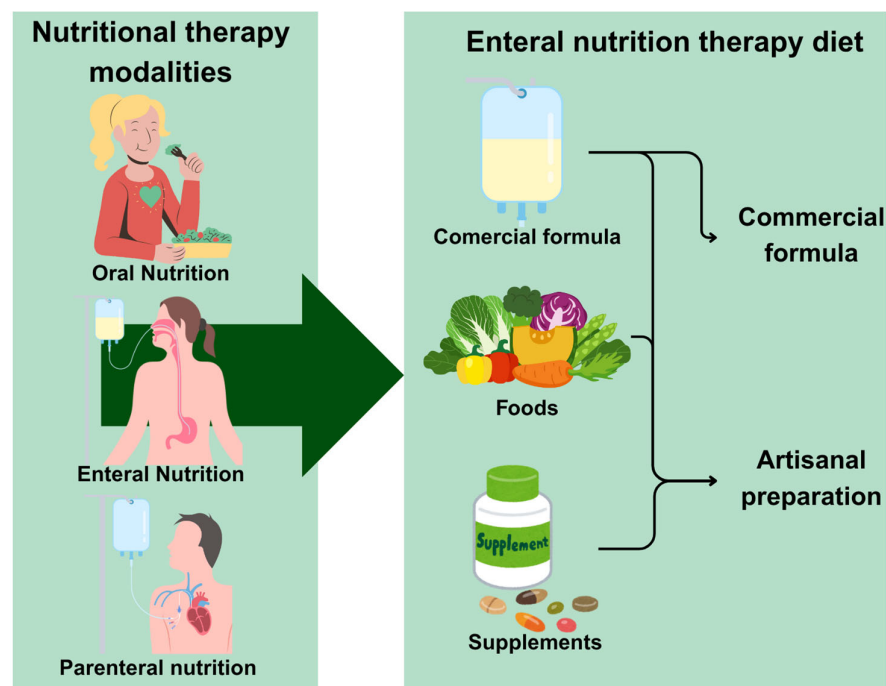 Nutritional therapy
modalities
Oral Nutrition
Enteral Nutrition
Parenteral nutrition
Enteral nutrition therapy diet
Comercial formula
Foods
Supplement
Supplements
Commercial
formula
Artisanal
preparation